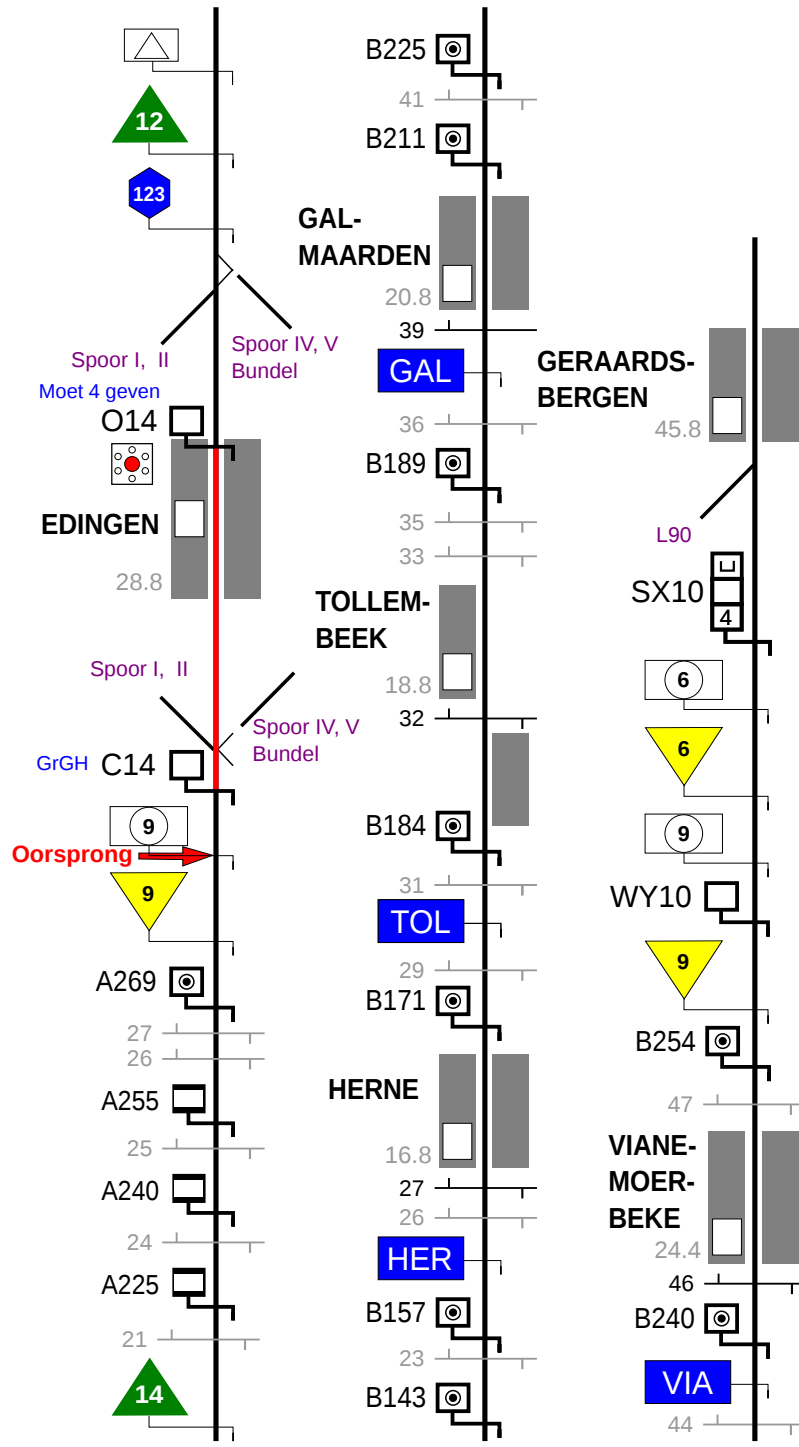 12
123
Spoor I, II
Spoor IV, V
Bundel
Moet 4 geven
O14
EDINGEN
28.8
Spoor I, II
Spoor IV, V
Bundel
GrGH C14
9
Oorsprong
9
A269
27
26
A255
25
A240
24
A225
21
14
B225
41
B211
GAL-
MAARDEN
20.8
39
GAL
36
B189
35
33
TOLLEM-
BEEK
18.8
32
B184
31
TOL
29
B171
HERNE
16.8
27
26
HER
B157
23
B143
GERAARDS-
BERGEN
45.8
L90
SX10
4
6
6
9
WY10
9
B254
47
VIANE-
MOER-
BEKE
24.4
46
B240
VIA
44